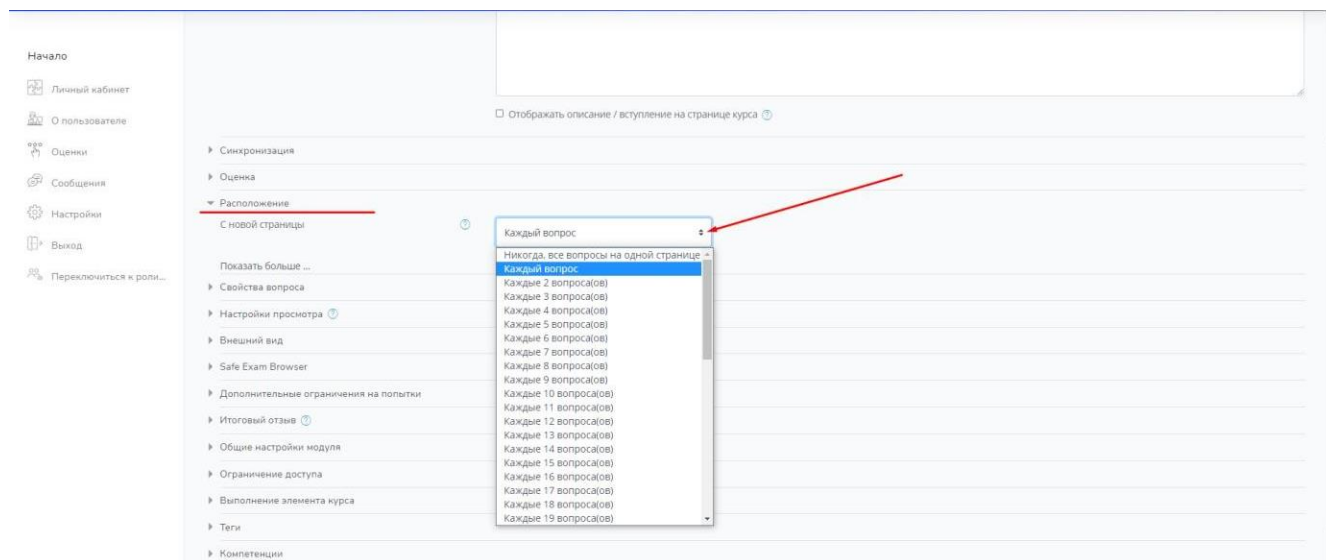 Начало
Личный кабинет
О пользователе
Оценки
Сообщения
Настройки
Выход
Переключиться к роли...
Отображать описание / вступление на странице курса
Синхронизация
Оценка
Расположение
С новой страницы
Каждый вопрос
Никогда, все вопросы на одной странице
Каждый вопрос
Каждые 2 вопроса(ов)
Каждые 3 вопроса(ов)
Каждые 4 вопроса(ов)
Каждые 5 вопроса(ов)
Каждые 6 вопроса(ов)
Каждые 7 вопроса(ов)
Каждые 8 вопроса(ов)
Каждые 9 вопроса(ов)
Каждые 10 вопроса(ов)
Каждые 11 вопроса(ов)
Каждые 12 вопроса(ов)
Каждые 13 вопроса(ов)
Каждые 14 вопроса(ов)
Каждые 15 вопроса(ов)
Каждые 16 вопроса(ов)
Каждые 17 вопроса(ов)
Каждые 18 вопроса(ов)
Каждые 19 вопроса(ов)
Показать больше ...
Свойства вопроса
Настройки просмотра
Внешний вид
Safe Exam Browser
Дополнительные ограничения на попытки
Итоговый отзыв
Общие настройки модуля
Ограничение доступа
Выполнение элемента курса
Теги
Компетенции